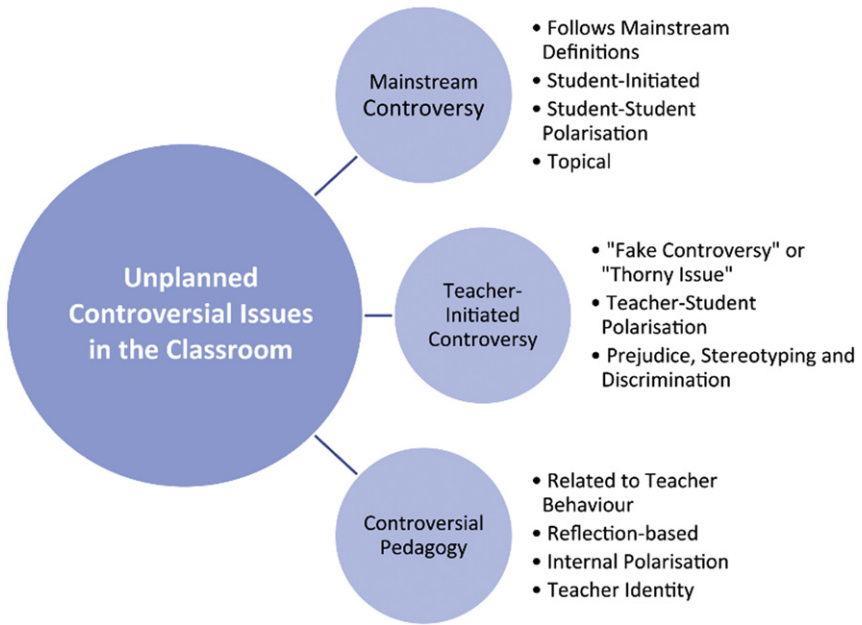 Unplanned
Controversial Issues
in the Classroom
Mainstream
Controversy
• Follows Mainstream
Definitions
• Student-Initiated
• Student-Student
Polarisation
• Topical
Teacher-
Initiated
Controversy
• "Fake Controversy" or
"Thorny Issue"
• Teacher-Student
Polarisation
• Prejudice, Stereotyping and
Discrimination
Controversial
Pedagogy
• Related to Teacher
Behaviour
• Reflection-based
• Internal Polarisation
• Teacher Identity